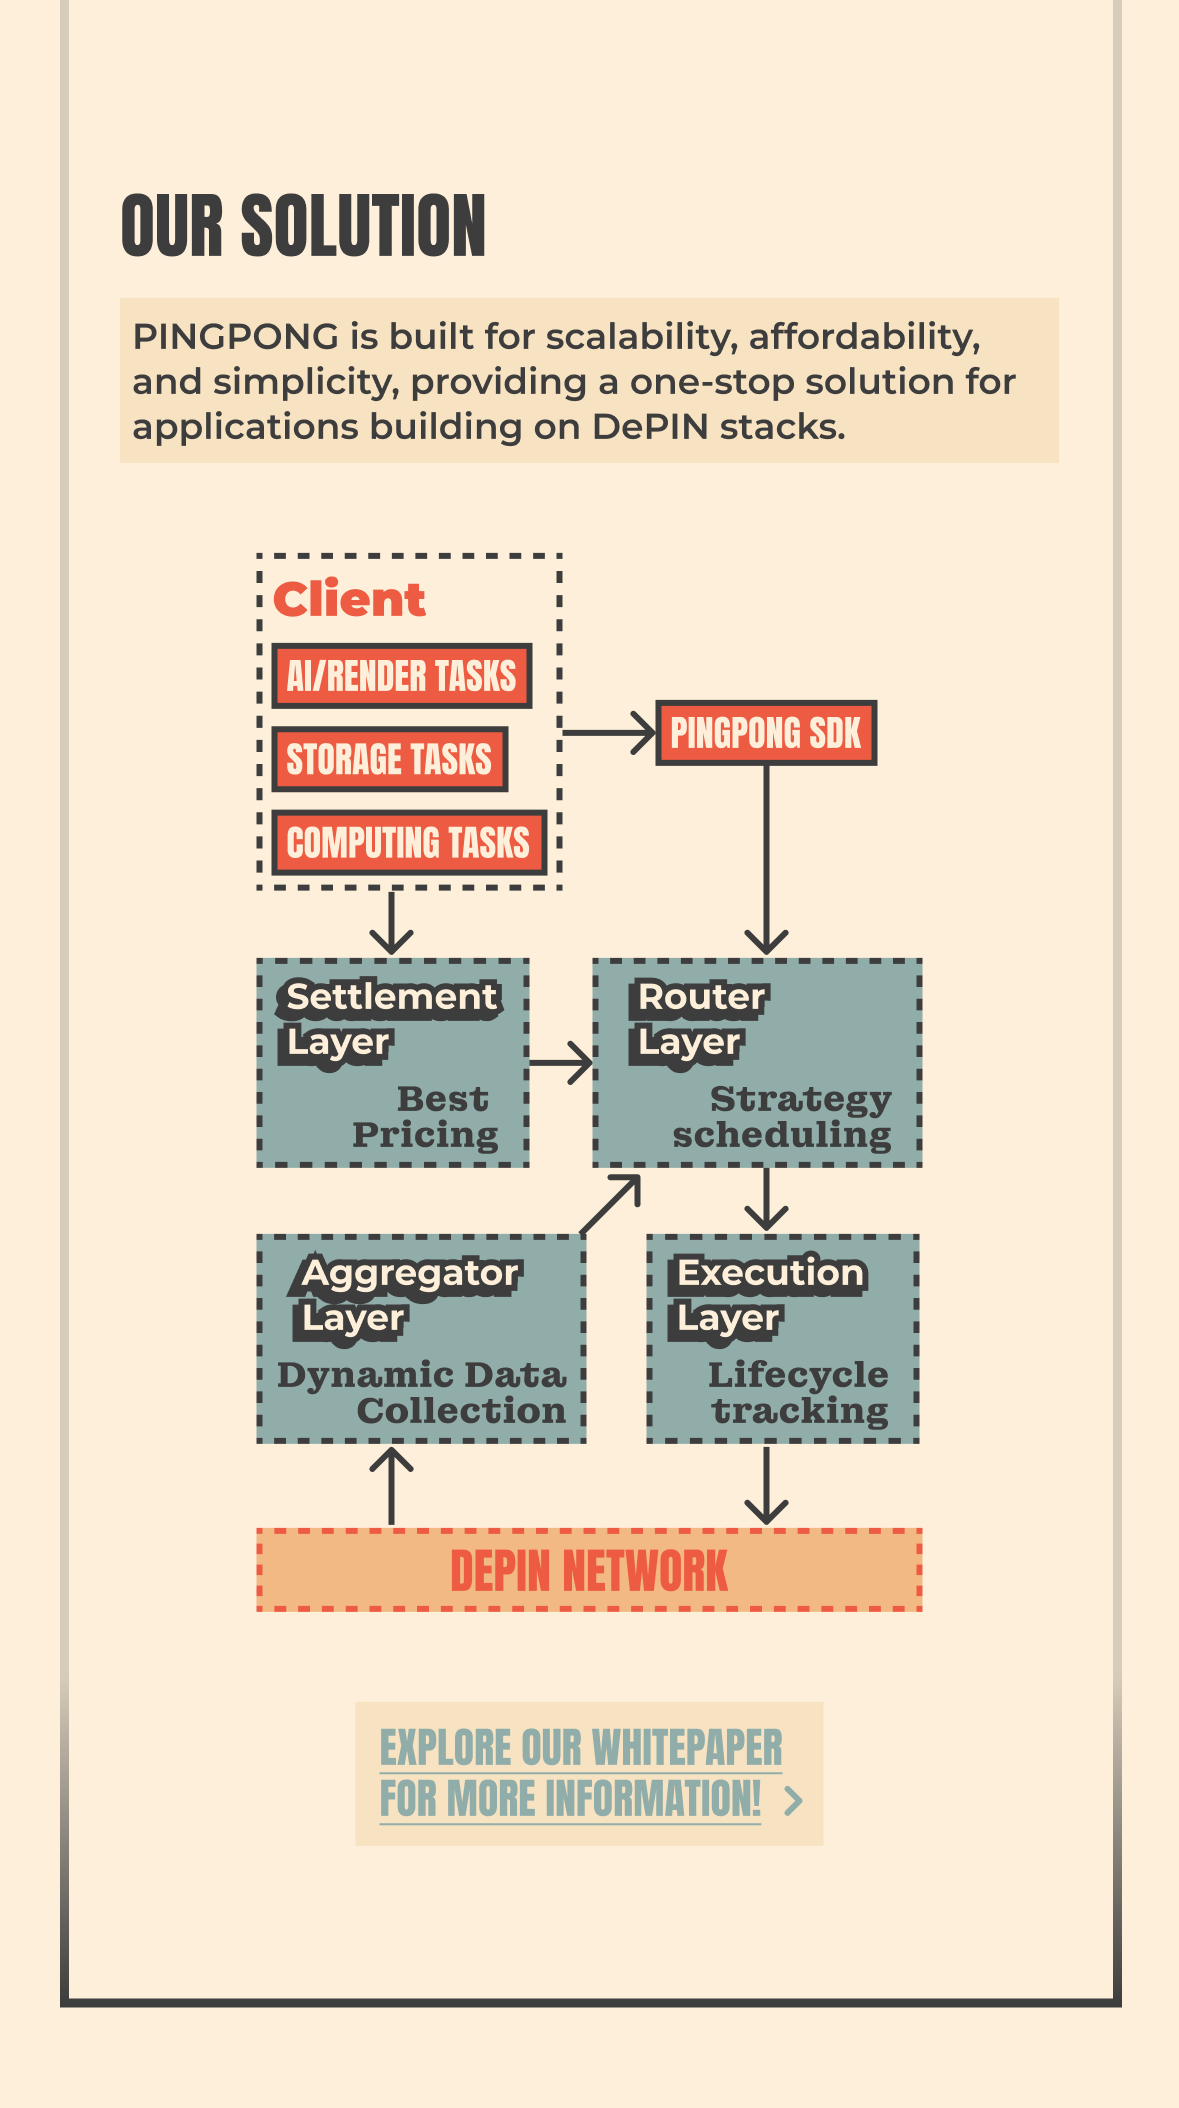 OUR SOLUTION
PINGPONG is built for scalability, affordability,
and simplicity, providing a one-stop solution for
applications building on DePIN stacks.
Client
AI/RENDER TASKS
STORAGE TASKS
COMPUTING TASKS
PINGPONG SDK
Settlement
Layer
Best
Pricing
Router
Layer
Strategy
scheduling
Aggregator
Layer
Dynamic Data
Collection
Execution
Layer
Lifecycle
tracking
DEPIN NETWORK
EXPLORE OUR WHITEPAPER
FOR MORE INFORMATION!